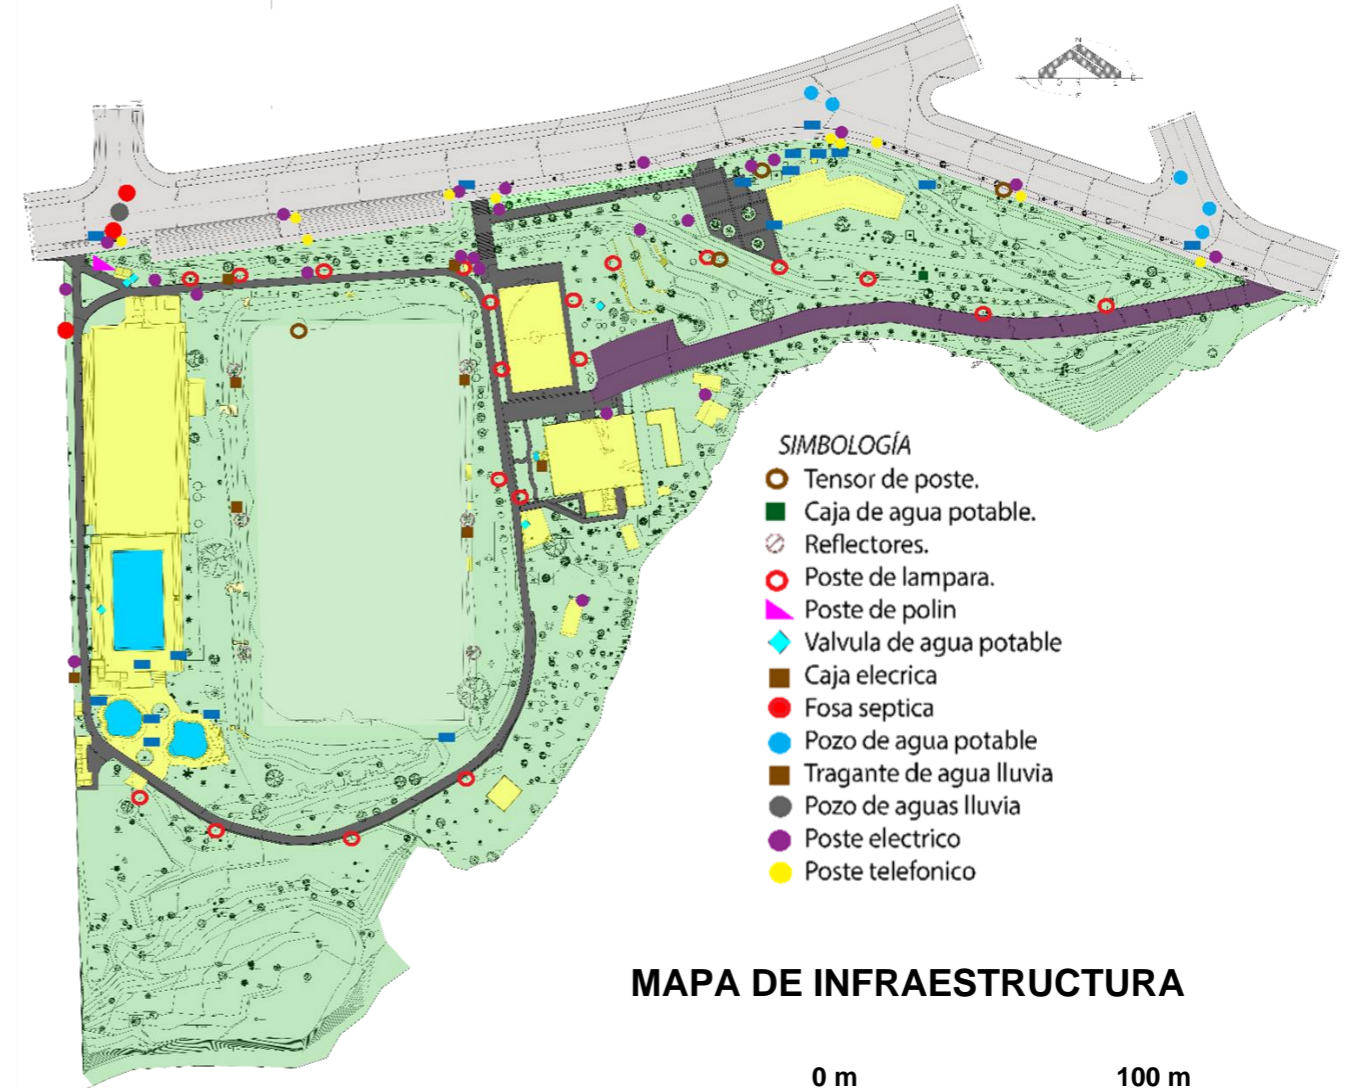 SIMBOLOGÍA
Tensor de poste.
Caja de agua potable.
Reflectores.
Poste de lampara.
Poste de polin
Valvula de agua potable
Caja elecrica
Fosa septica
Pozo de agua potable
Tragante de agua lluvia
Pozo de aguas lluvia
Poste electrico
Poste telefonico
MAPA DE INFRAESTRUCTURA
0 m 100 m